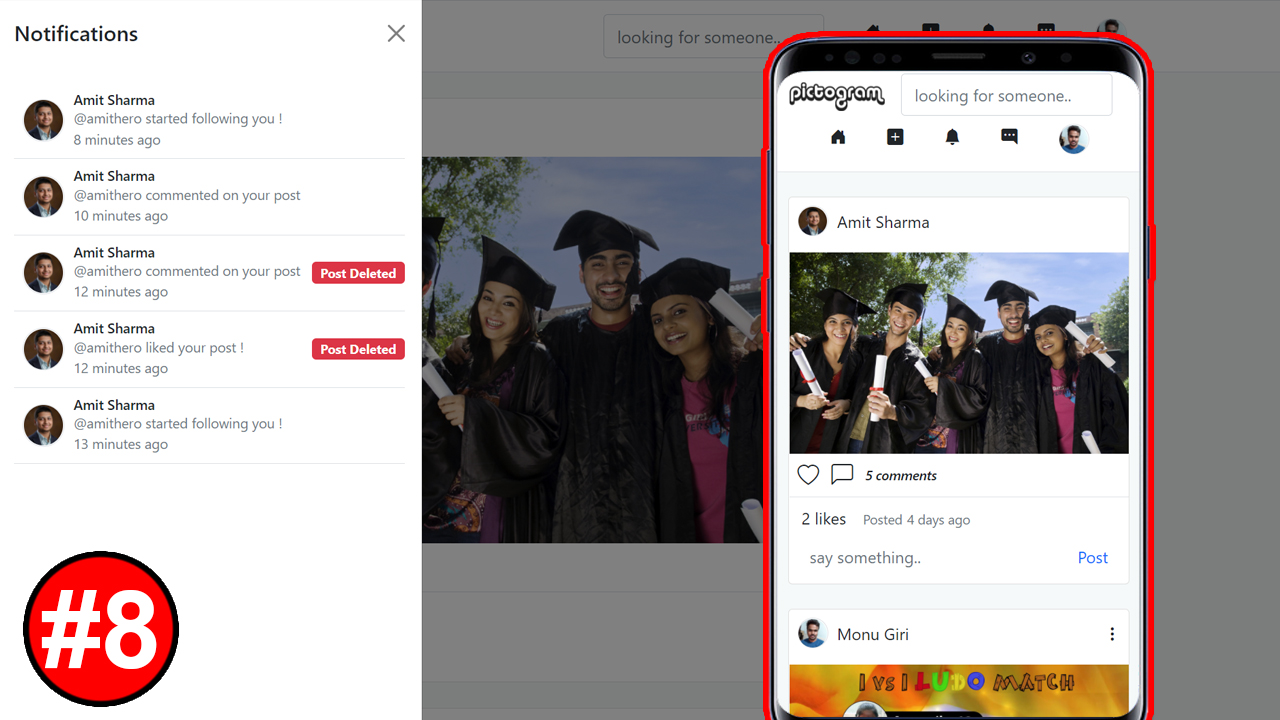 Notifications
Amit Sharma
@amithero started following you !
8 minutes ago
Amit Sharma
@amithero commented on your post
10 minutes ago
Amit Sharma
@amithero commented on your post
Post Deleted
12 minutes ago
Amit Sharma
@amithero liked your post !
Post Deleted
12 minutes ago
Amit Sharma
@amithero started following you !
13 minutes ago
#8
looking for someone..
pictogram
looking for someone..
Amit Sharma
5 comments
2 likes Posted 4 days ago
say something.. Post
Monu Giri
1 VS 1 LUDO MATCH